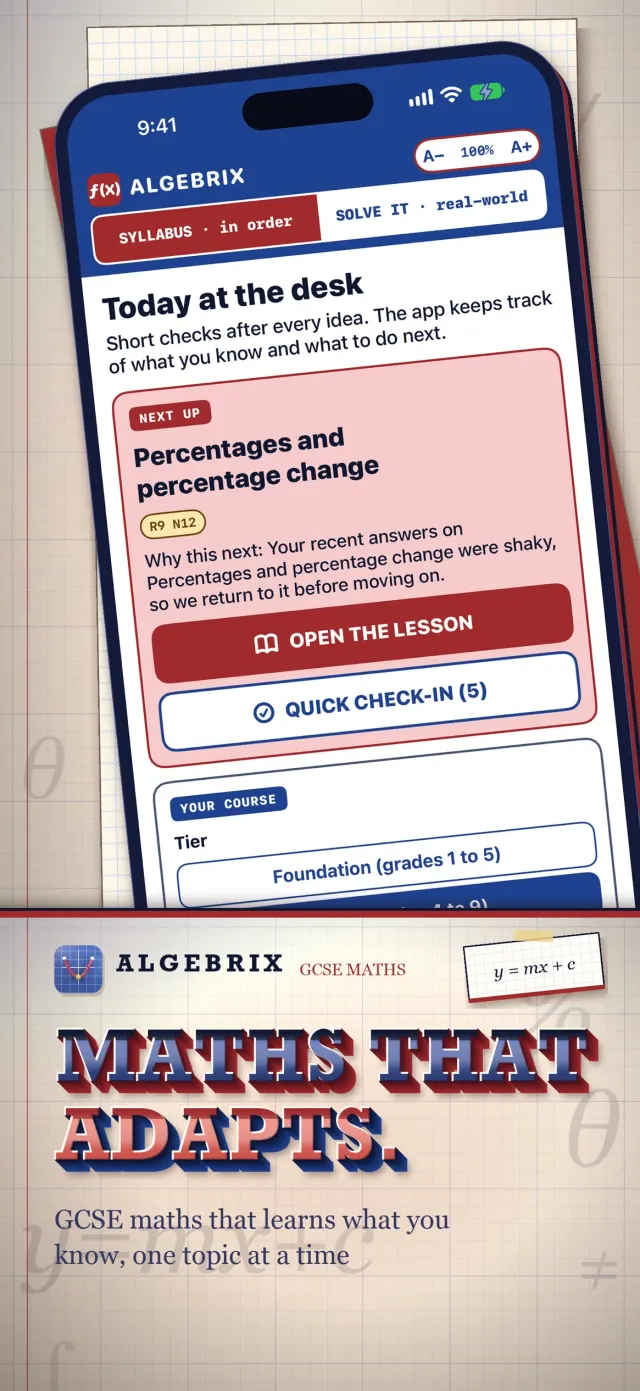 9:41
f(x) ALGEBRIX
A− 100% A+
SYLLABUS · in order
SOLVE IT · real-world
Today at the desk
Short checks after every idea. The app keeps track
of what you know and what to do next.
NEXT UP
Percentages and
percentage change
R9 N12
Why this next: Your recent answers on
Percentages and percentage change were shaky,
so we return to it before moving on.
OPEN THE LESSON
QUICK CHECK-IN (5)
YOUR COURSE
Tier
Foundation (grades 1 to 5)
θ
ALGEBRIX GCSE MATHS
y = mx + c
%
MATHS THAT
ADAPTS.
θ
GCSE maths that learns what you
know, one topic at a time
y=mx+c
≠
∫